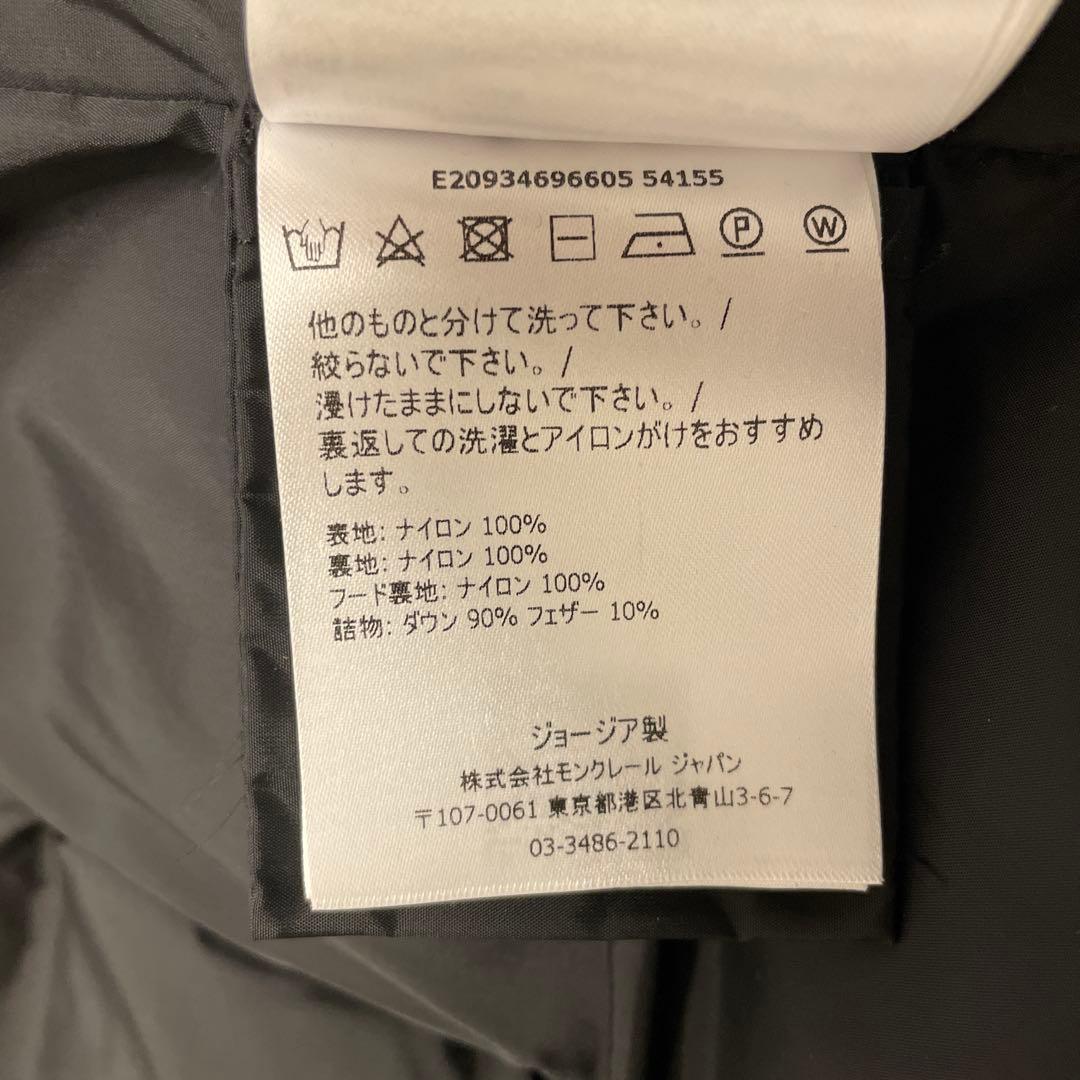 E20934696605 54155
P W
他のものと分けて洗って下さい。/
絞らないで下さい。/
浸けたままにしないで下さい。/
裏返しての洗濯とアイロンがけをおすすめ
します。
表地: ナイロン 100%
裏地: ナイロン 100%
フード裏地: ナイロン 100%
詰物: ダウン 90% フェザー 10%
ジョージア製
株式会社モンクレール ジャパン
〒107-0061 東京都港区北青山3-6-7
03-3486-2110